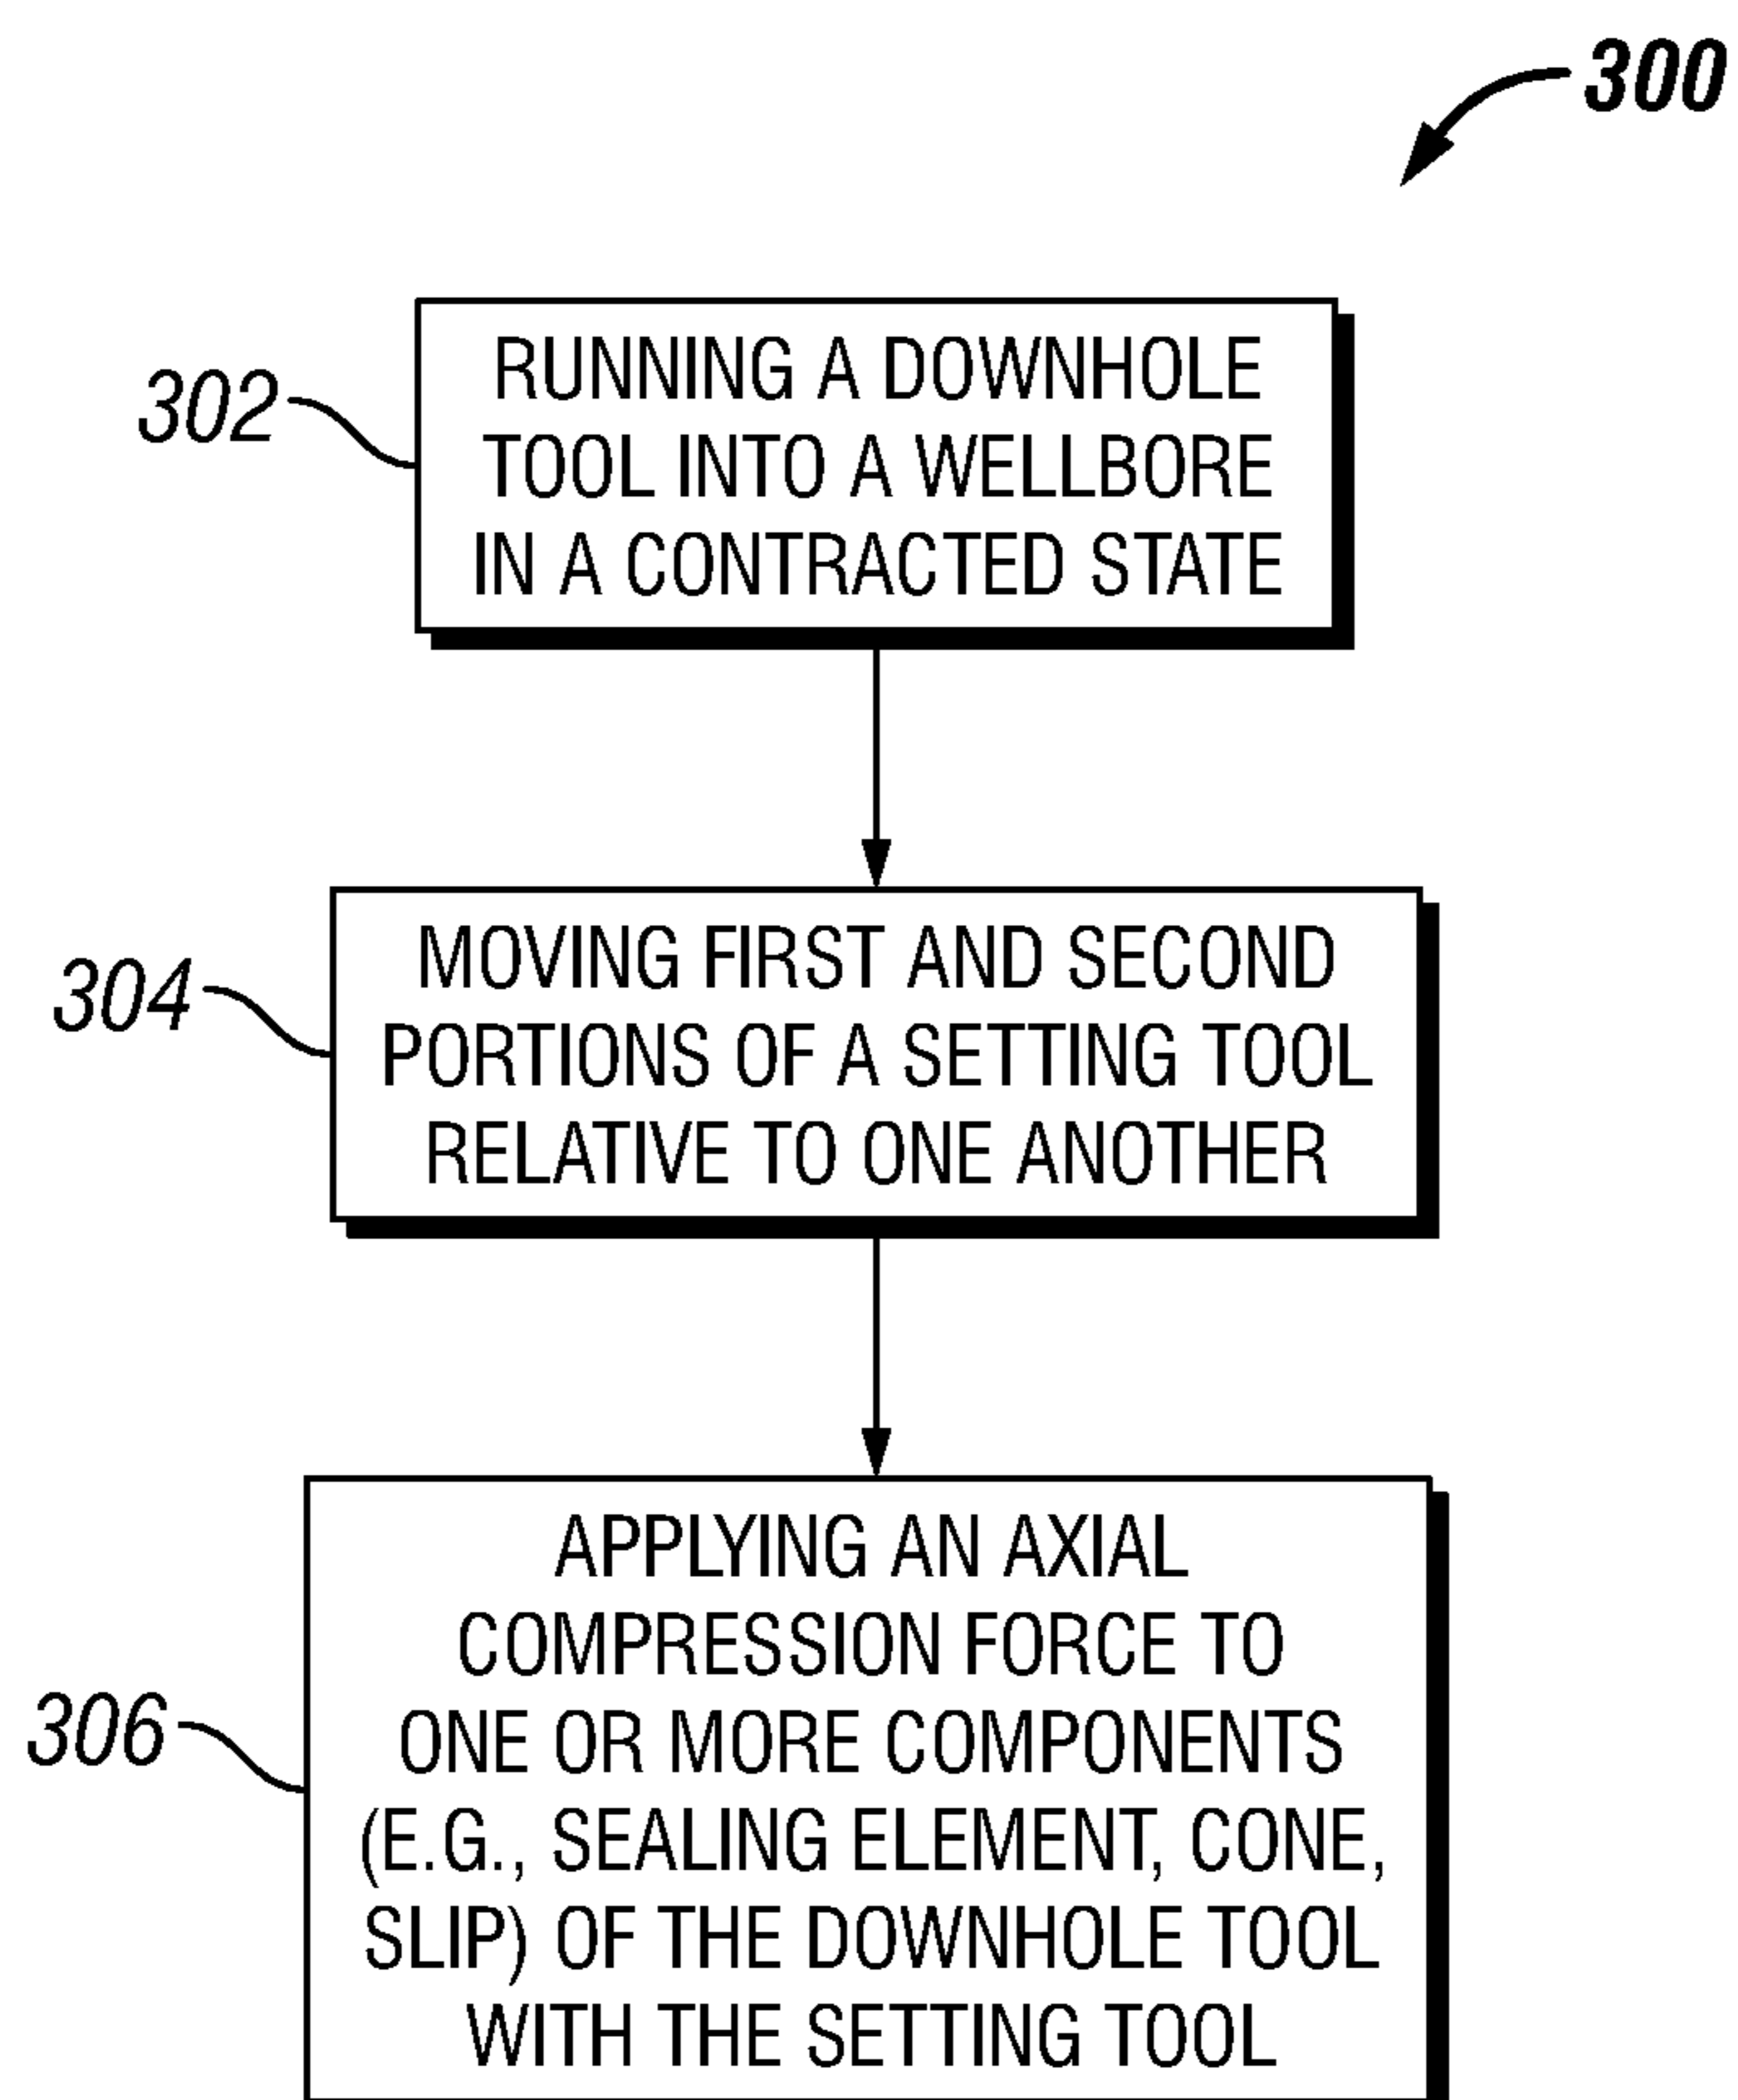 300
302
RUNNING A DOWNHOLE
TOOL INTO A WELLBORE
IN A CONTRACTED STATE
304
MOVING FIRST AND SECOND
PORTIONS OF A SETTING TOOL
RELATIVE TO ONE ANOTHER
306
APPLYING AN AXIAL
COMPRESSION FORCE TO
ONE OR MORE COMPONENTS
(E.G., SEALING ELEMENT, CONE,
SLIP) OF THE DOWNHOLE TOOL
WITH THE SETTING TOOL